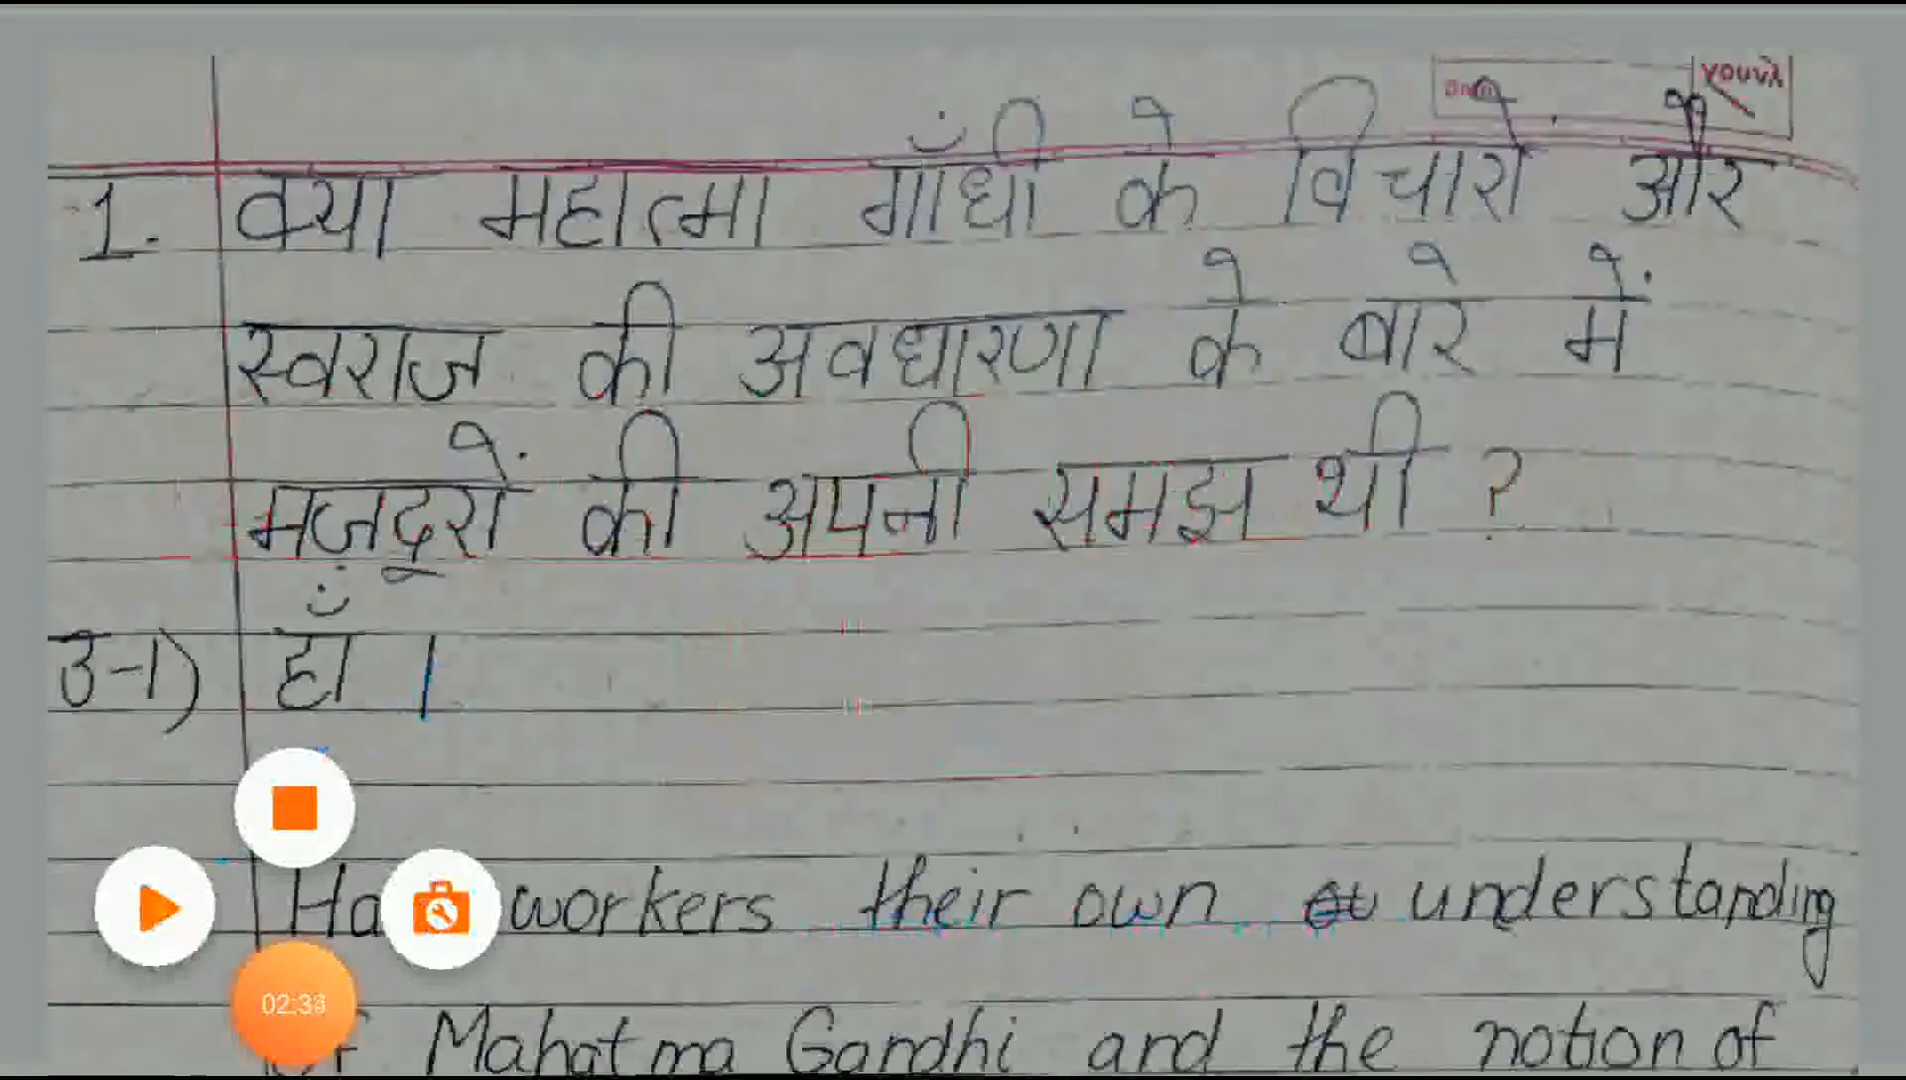 youvλ
1. क्या महात्मा गाँधी के विचारों और
स्वराज की अवधारणा के बारे में
मजदूरों की अपनी समझ थी ?
उ-1) हाँ ।
workers their own understanding
02:33
Mahatma Gandhi and the notion of